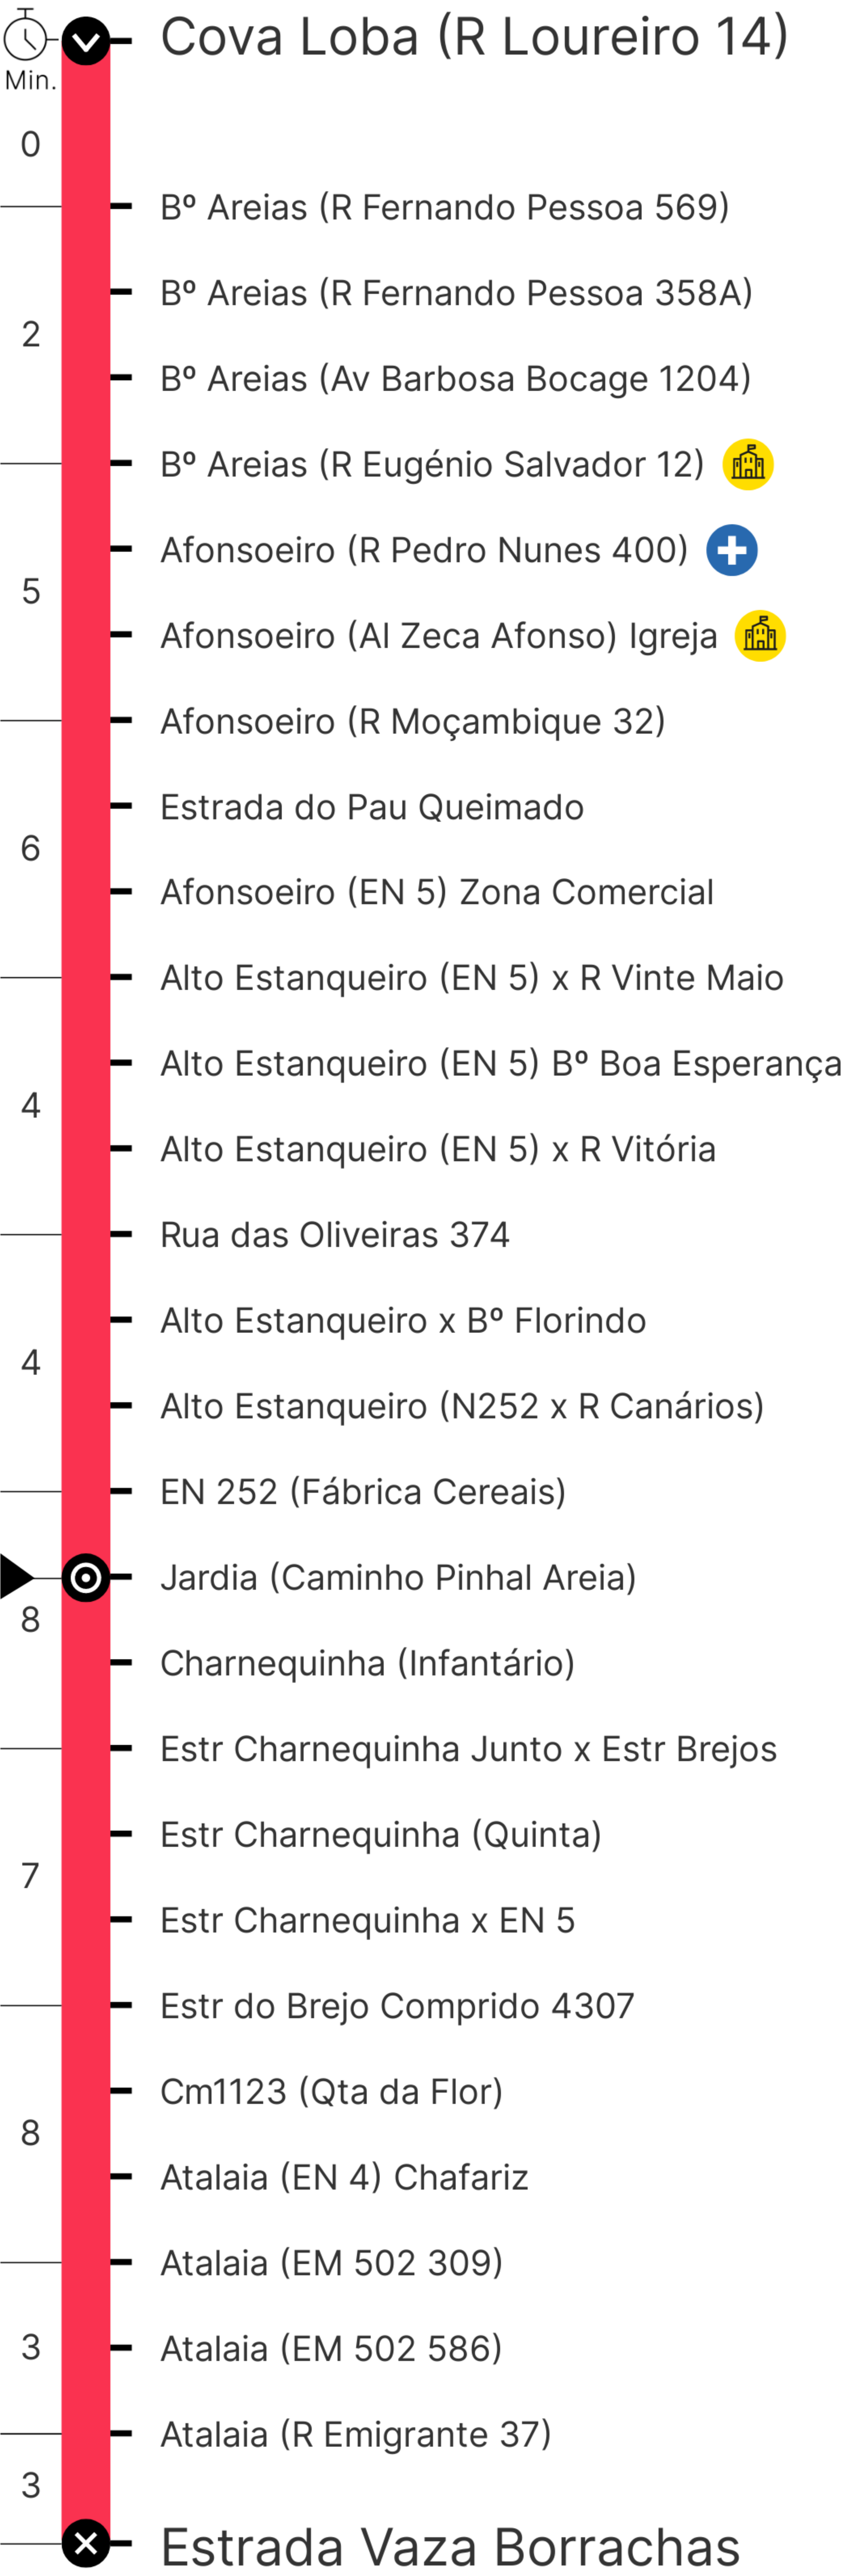 Cova Loba (R Loureiro 14)
Min.
0
Bº Areias (R Fernando Pessoa 569)
Bº Areias (R Fernando Pessoa 358A)
2
Bº Areias (Av Barbosa Bocage 1204)
Bº Areias (R Eugénio Salvador 12)
Afonsoeiro (R Pedro Nunes 400)
5
Afonsoeiro (Al Zeca Afonso) Igreja
Afonsoeiro (R Moçambique 32)
Estrada do Pau Queimado
6
Afonsoeiro (EN 5) Zona Comercial
Alto Estanqueiro (EN 5) x R Vinte Maio
Alto Estanqueiro (EN 5) Bº Boa Esperança
4
Alto Estanqueiro (EN 5) x R Vitória
Rua das Oliveiras 374
Alto Estanqueiro x Bº Florindo
4
Alto Estanqueiro (N252 x R Canários)
EN 252 (Fábrica Cereais)
Jardia (Caminho Pinhal Areia)
8
Charnequinha (Infantário)
Estr Charnequinha Junto x Estr Brejos
Estr Charnequinha (Quinta)
7
Estr Charnequinha x EN 5
Estr do Brejo Comprido 4307
Cm1123 (Qta da Flor)
8
Atalaia (EN 4) Chafariz
Atalaia (EM 502 309)
3
Atalaia (EM 502 586)
Atalaia (R Emigrante 37)
3
Estrada Vaza Borrachas